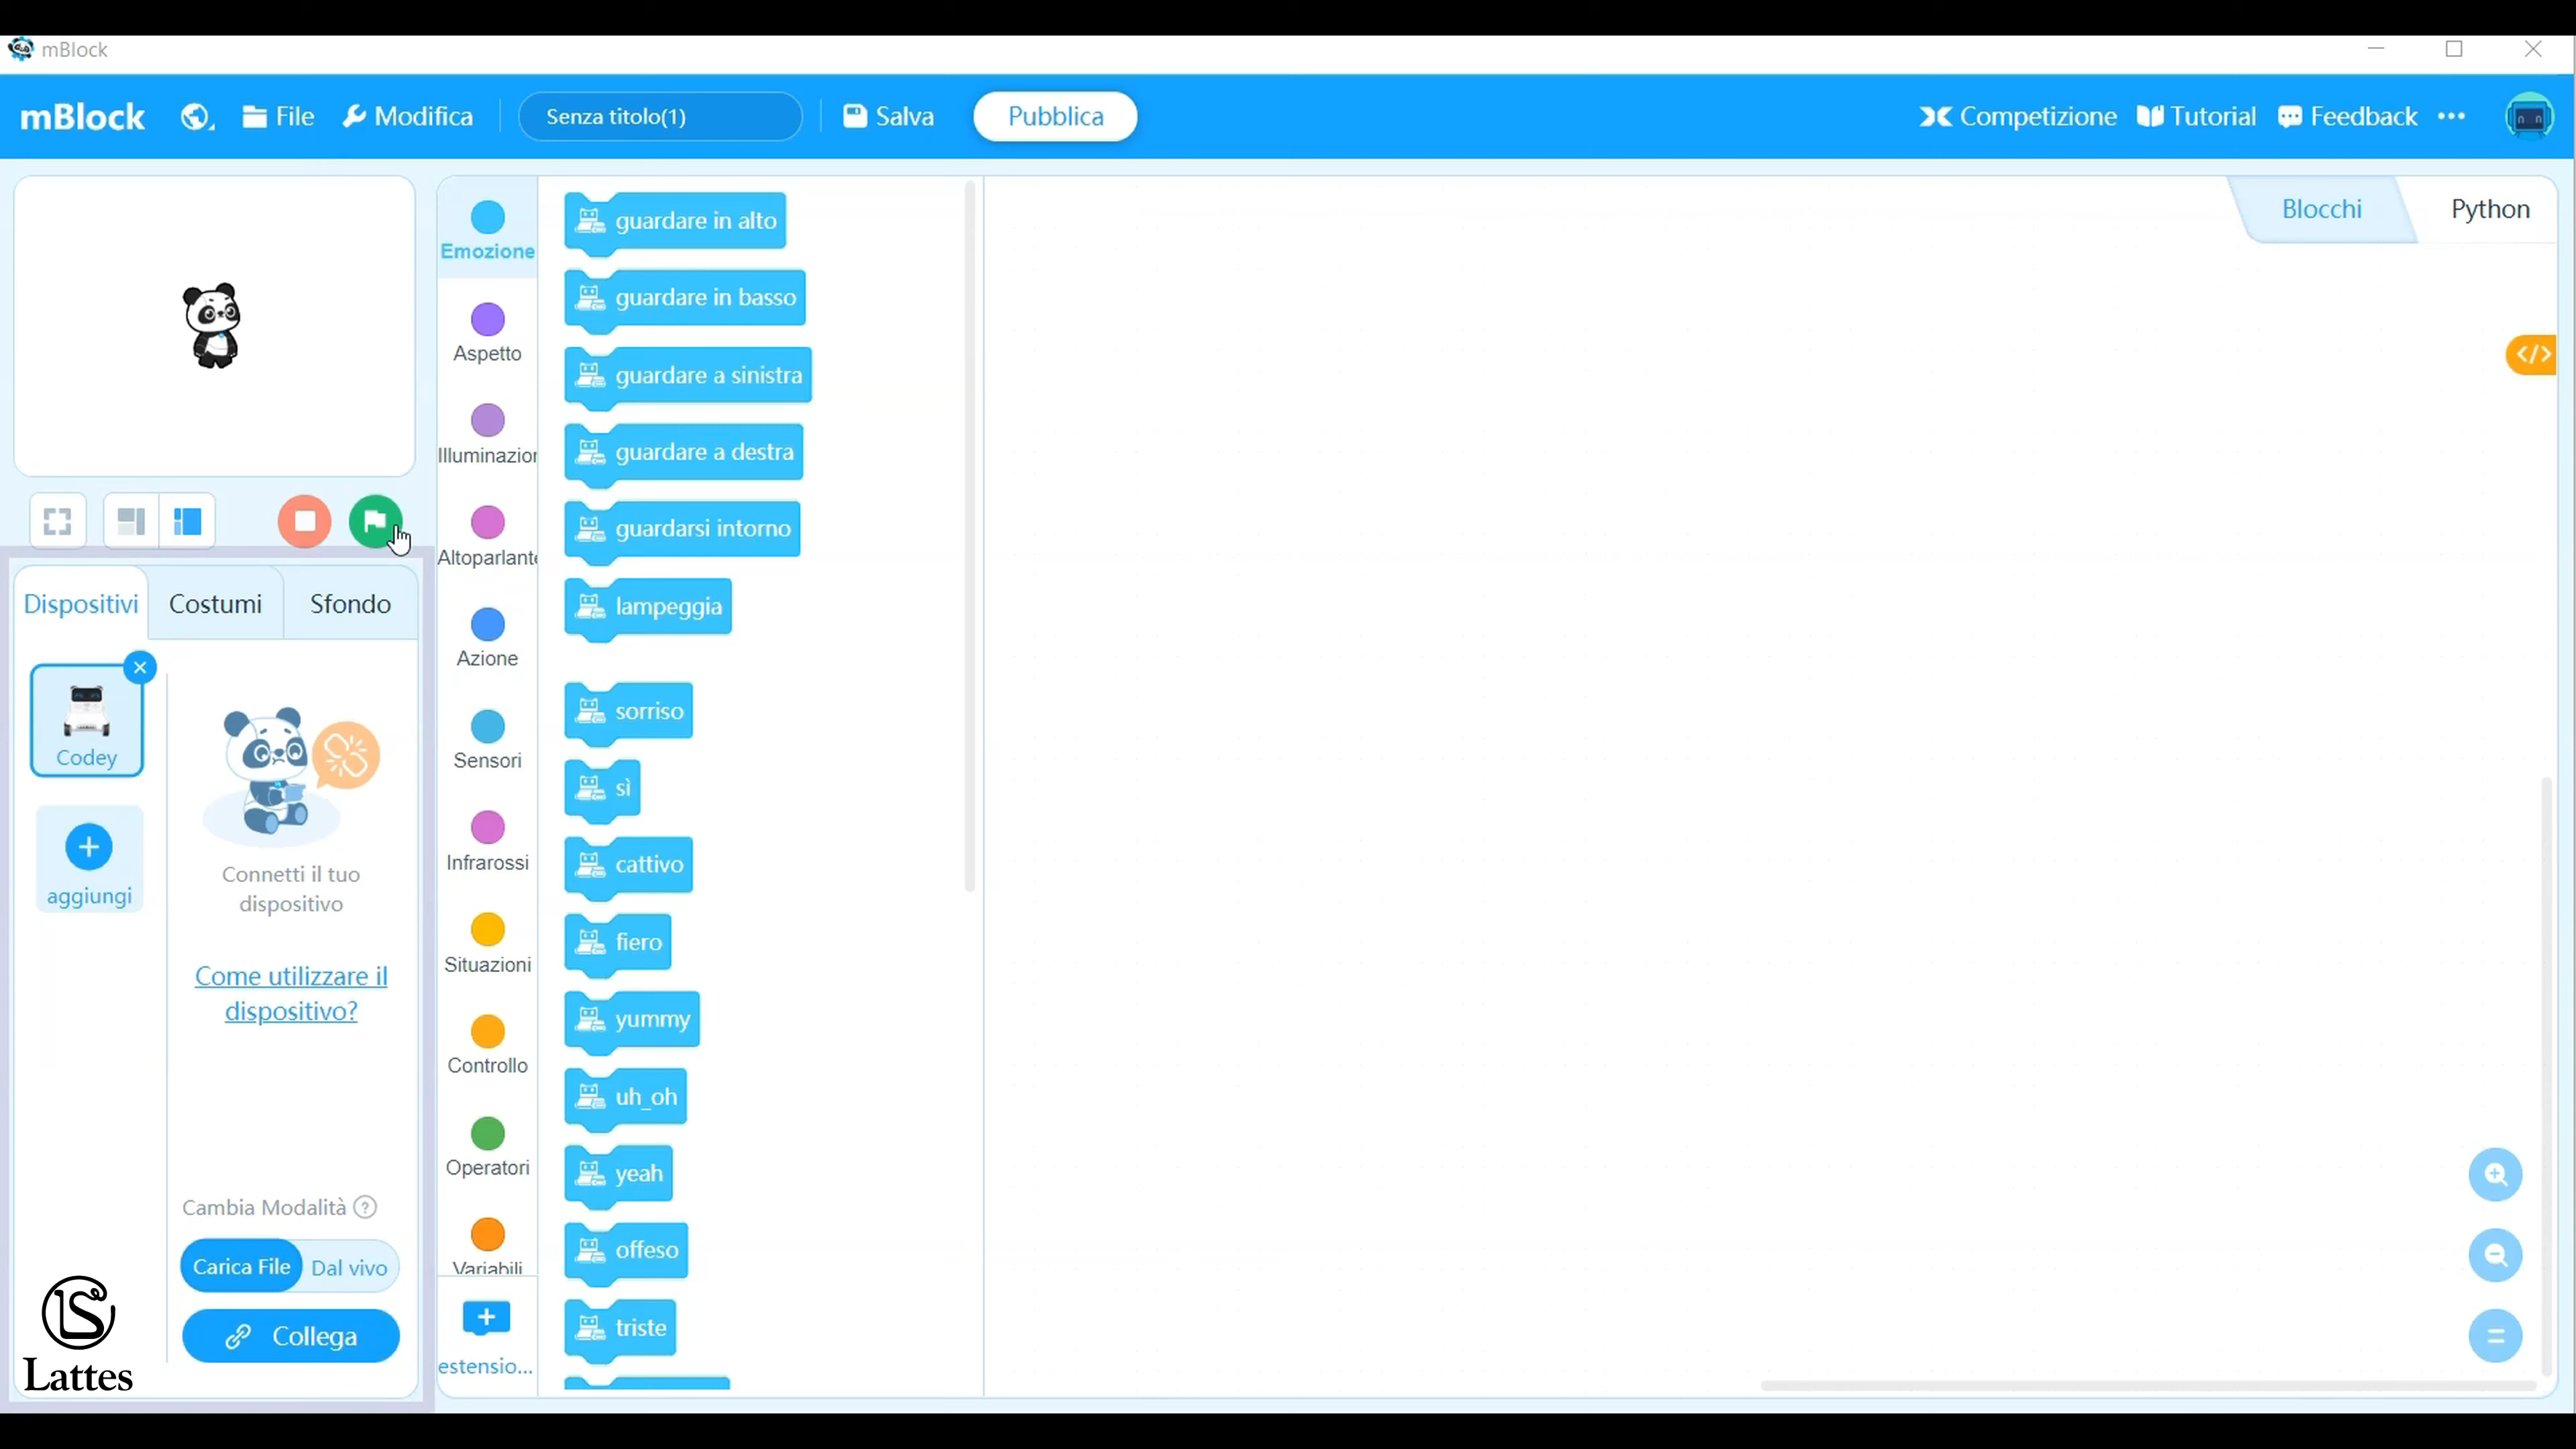 mBlock
mBlock
File
Modifica
Senza titolo(1)
Salva
Pubblica
Competizione
Tutorial
Feedback
Blocchi
Python
Dispositivi
Costumi
Sfondo
Codey
aggiungi
Connetti il tuo
dispositivo
Come utilizzare il
dispositivo?
Cambia Modalità ?
Carica File
Dal vivo
Collega
LS
Lattes
Emozione
Aspetto
Illuminazior
Altoparlante
Azione
Sensori
Infrarossi
Situazioni
Controllo
Operatori
Variabili
estensio...
guardare in alto
guardare in basso
guardare a sinistra
guardare a destra
guardarsi intorno
lampeggia
sorriso
sì
cattivo
fiero
yummy
uh_oh
yeah
offeso
triste